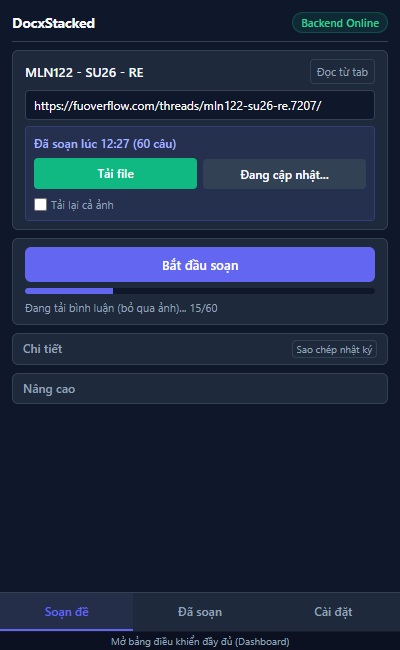 DocxStacked
Backend Online
MLN122 - SU26 - RE
Đọc từ tab
https://fuoverflow.com/threads/mln122-su26-re.7207/
Đã soạn lúc 12:27 (60 câu)
Tải file
Đang cập nhật...
Tải lại cả ảnh
Bắt đầu soạn
Đang tải bình luận (bỏ qua ảnh)... 15/60
Chi tiết
Sao chép nhật ký
Nâng cao
Soạn đề
Đã soạn
Cài đặt
Mở bảng điều khiển đầy đủ (Dashboard)